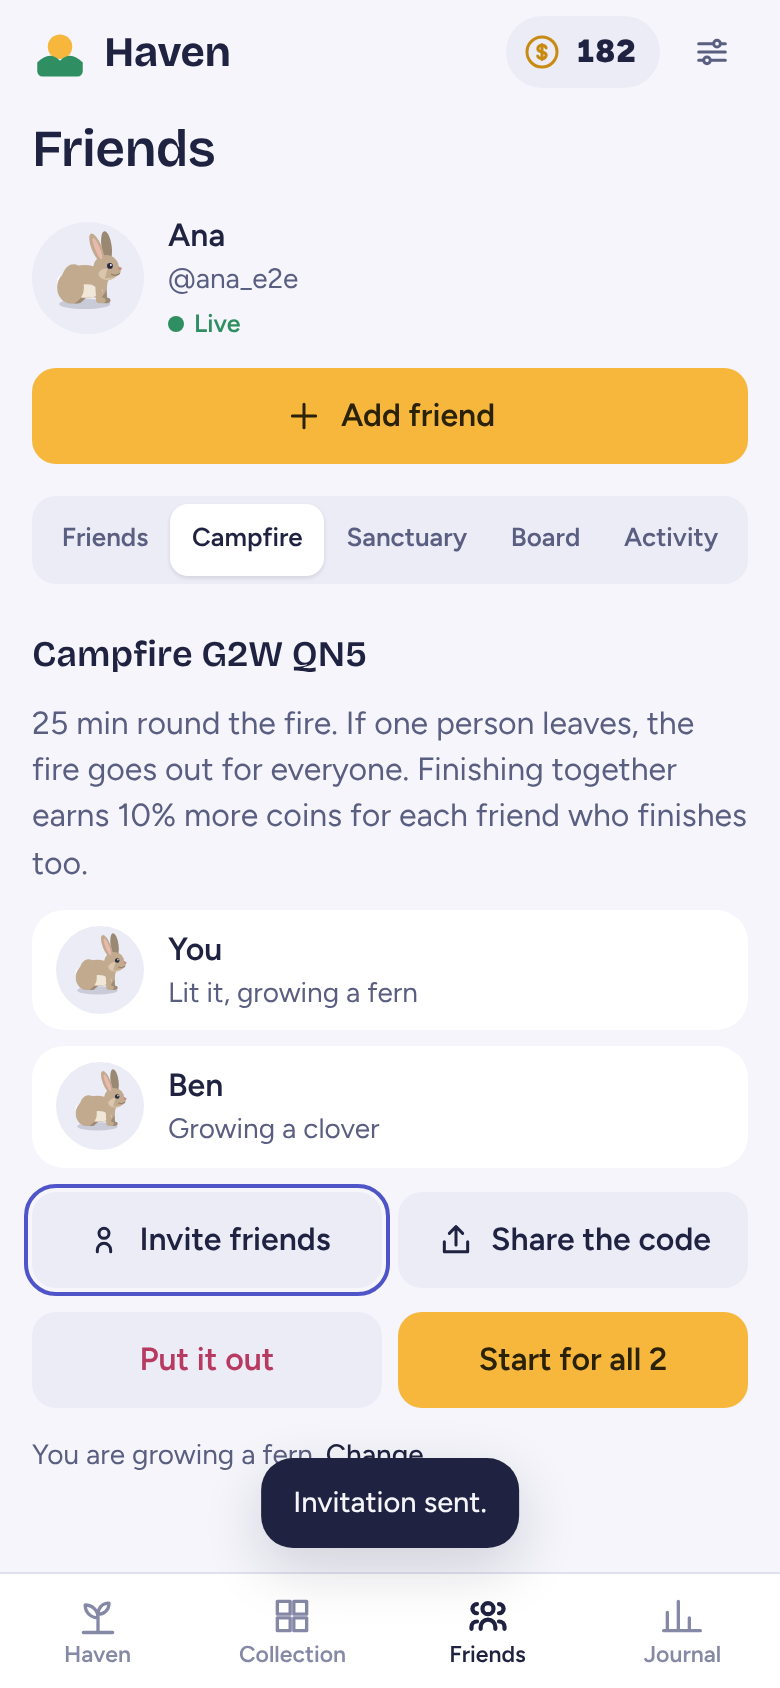 Haven
182
Friends
Ana
@ana_e2e
Live
Add friend
Friends Campfire Sanctuary Board Activity
Campfire G2W QN5
25 min round the fire. If one person leaves, the
fire goes out for everyone. Finishing together
earns 10% more coins for each friend who finishes
too.
You
Lit it, growing a fern
Ben
Growing a clover
Invite friends Share the code
Put it out Start for all 2
You are growing a fern. Change
Invitation sent.
Haven Collection Friends Journal